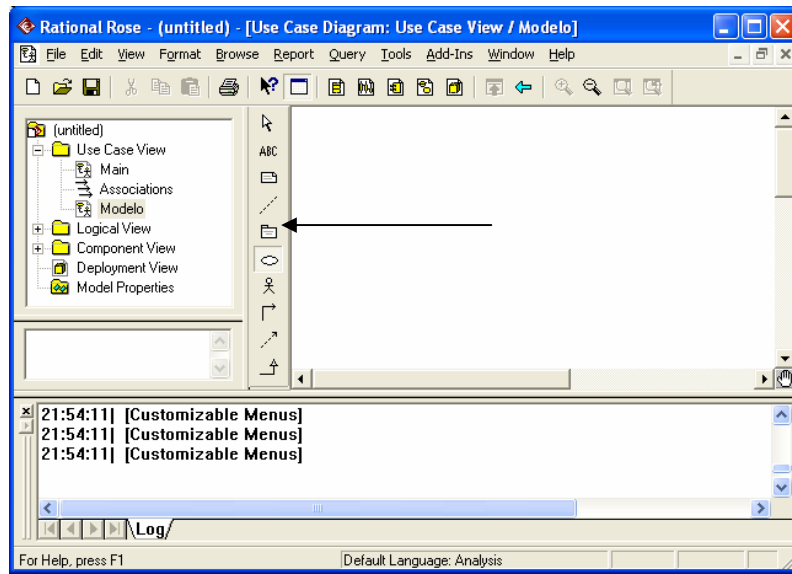 Rational Rose - (untitled) - [Use Case Diagram: Use Case View / Modelo]
File Edit View Format Browse Report Query Tools Add-Ins Window Help
(untitled)
Use Case View
Main
Associations
Modelo
Logical View
Component View
Deployment View
Model Properties
ABC
21:54:11| [Customizable Menus]
21:54:11| [Customizable Menus]
21:54:11| [Customizable Menus]
Log
For Help, press F1
Default Language: Analysis